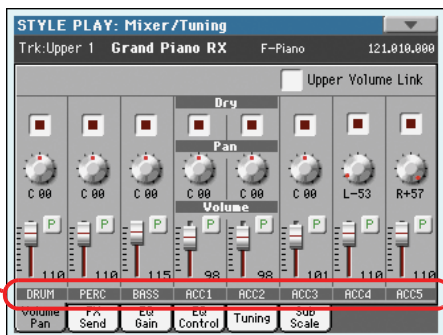 STYLE PLAY: Mixer/Tuning
Trk:Upper 1 Grand Piano RX F-Piano 121.010.000
Upper Volume Link
Dry
Pan
C 00 C 00 C 00 C 00 C 00 C 00 L-53 R+57
Volume
P P P P P P P P
110 110 115 98 98 101 110 110
DRUM PERC BASS ACC1 ACC2 ACC3 ACC4 ACC5
Volume Pan FX Send EQ Gain EQ Control Tuning Sub Scale